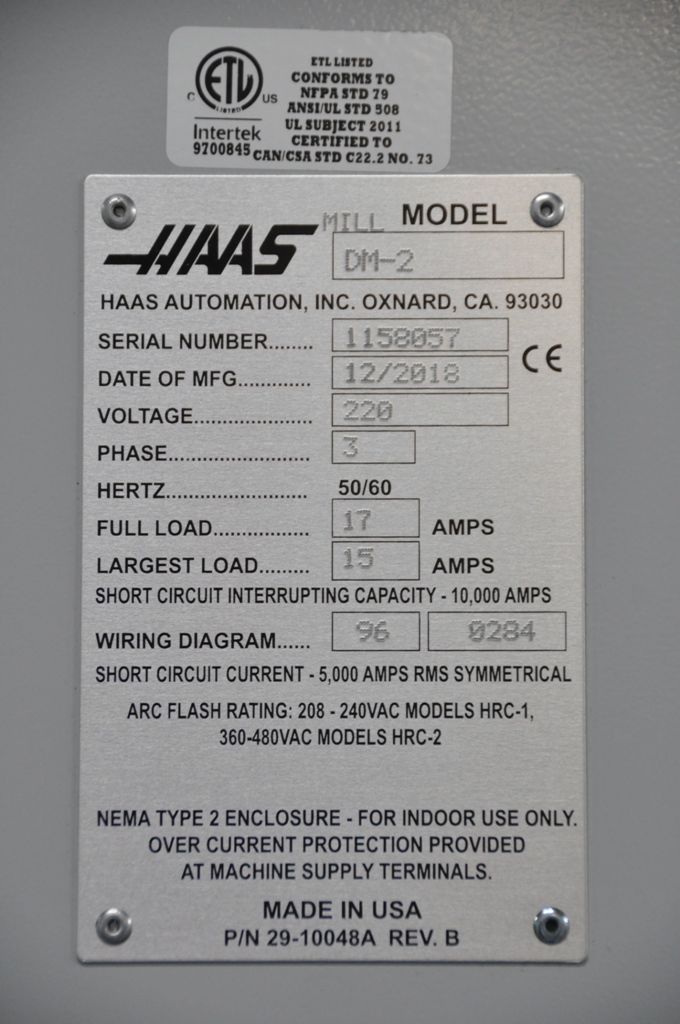 ETL LISTED
CONFORMS TO
NFPA STD 79
ANSI/UL STD 508
UL SUBJECT 2011
CERTIFIED TO
CAN/CSA STD C22.2 NO. 73
C ETL US
LISTED
Intertek
9700845
HAAS
MILL MODEL
DM-2
HAAS AUTOMATION, INC. OXNARD, CA. 93030
SERIAL NUMBER........ 1158057
CE
DATE OF MFG............. 12/2018
VOLTAGE..................... 220
PHASE......................... 3
HERTZ......................... 50/60
FULL LOAD................. 17 AMPS
LARGEST LOAD......... 15 AMPS
SHORT CIRCUIT INTERRUPTING CAPACITY - 10,000 AMPS
WIRING DIAGRAM...... 96 0284
SHORT CIRCUIT CURRENT - 5,000 AMPS RMS SYMMETRICAL
ARC FLASH RATING: 208 - 240VAC MODELS HRC-1,
360-480VAC MODELS HRC-2
NEMA TYPE 2 ENCLOSURE - FOR INDOOR USE ONLY.
OVER CURRENT PROTECTION PROVIDED
AT MACHINE SUPPLY TERMINALS.
MADE IN USA
P/N 29-10048A REV. B